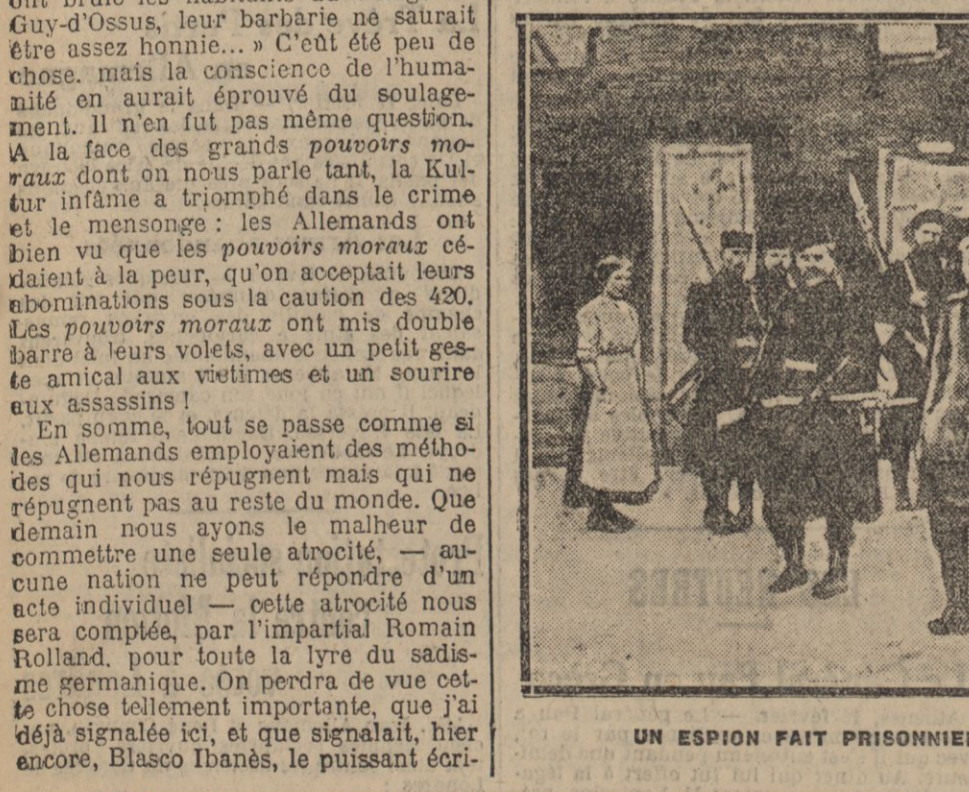 ont brûlé les habitants
Guy-d'Ossus, leur barbarie ne saurait
être assez honnie... » C'eût été peu de
chose. mais la conscience de l'huma-
nité en aurait éprouvé du soulage-
ment. Il n'en fut pas même question.
A la face des grands pouvoirs mo-
raux dont on nous parle tant, la Kul-
tur infâme a triomphé dans le crime
et le mensonge : les Allemands ont
bien vu que les pouvoirs moraux cé-
daient à la peur, qu'on acceptait leurs
abominations sous la caution des 420.
Les pouvoirs moraux ont mis double
barre à leurs volets, avec un petit ges-
te amical aux victimes et un sourire
aux assassins !
En somme, tout se passe comme si
les Allemands employaient des métho-
des qui nous répugnent mais qui ne
répugnent pas au reste du monde. Que
demain nous ayons le malheur de
commettre une seule atrocité, — au-
cune nation ne peut répondre d'un
acte individuel — cette atrocité nous
sera comptée, par l'impartial Romain
Rolland. pour toute la lyre du sadis-
me germanique. On perdra de vue cet-
te chose tellement importante, que j'ai
déjà signalée ici, et que signalait, hier
encore, Blasco Ibanès, le puissant écri-
UN ESPION FAIT PRISONNIE